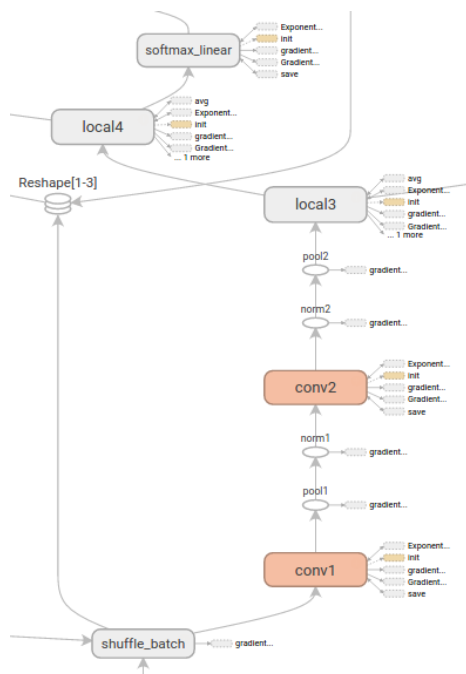 Exponent...
init
softmax_linear
gradient...
Gradient...
save
avg
Exponent...
local4
init
gradient...
Gradient...
... 1 more
Reshape[1-3]
avg
Exponent...
local3
init
gradient...
Gradient...
... 1 more
pool2
gradient...
norm2
gradient...
Exponent...
init
conv2
gradient...
Gradient...
save
norm1
gradient...
pool1
gradient...
Exponent...
init
conv1
gradient...
Gradient...
save
shuffle_batch
gradient...